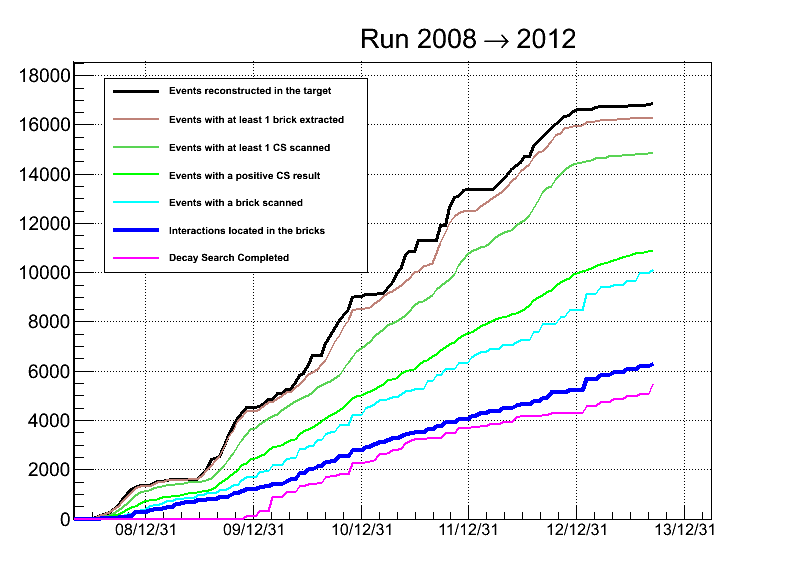 Run 2008 → 2012
18000
16000
14000
12000
10000
8000
6000
4000
2000
0
Events reconstructed in the target
Events with at least 1 brick extracted
Events with at least 1 CS scanned
Events with a positive CS result
Events with a brick scanned
Interactions located in the bricks
Decay Search Completed
08/12/31 09/12/31 10/12/31 11/12/31 12/12/31 13/12/31